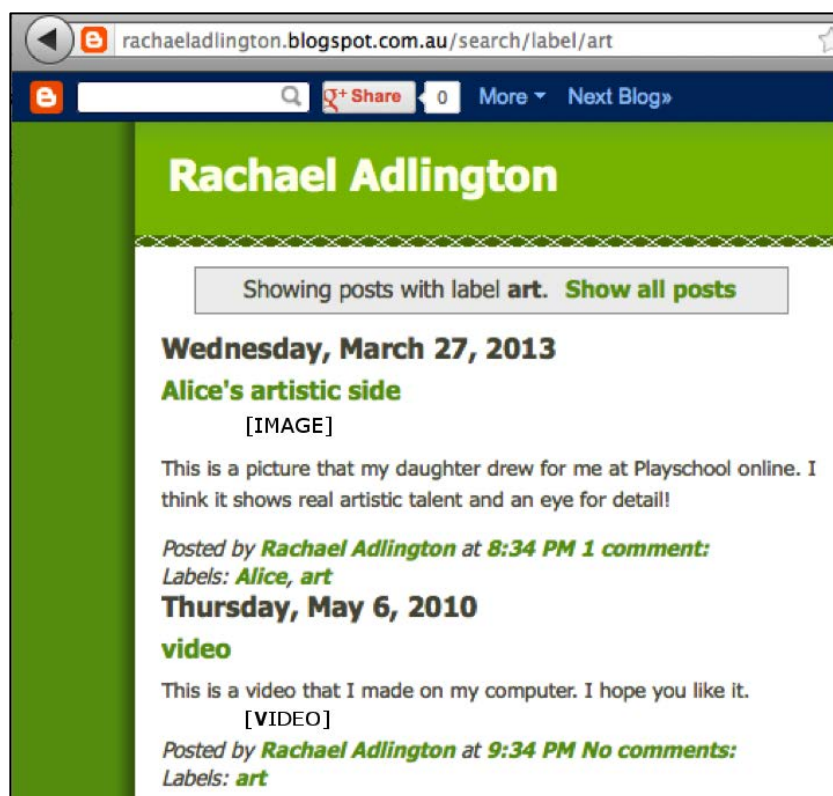 rachaeladlington.blogspot.com.au/search/label/art
g+ Share 0 More Next Blog»
Rachael Adlington
Showing posts with label art. Show all posts
Wednesday, March 27, 2013
Alice's artistic side
[IMAGE]
This is a picture that my daughter drew for me at Playschool online. I
think it shows real artistic talent and an eye for detail!
Posted by Rachael Adlington at 8:34 PM 1 comment:
Labels: Alice, art
Thursday, May 6, 2010
video
This is a video that I made on my computer. I hope you like it.
[VIDEO]
Posted by Rachael Adlington at 9:34 PM No comments:
Labels: art